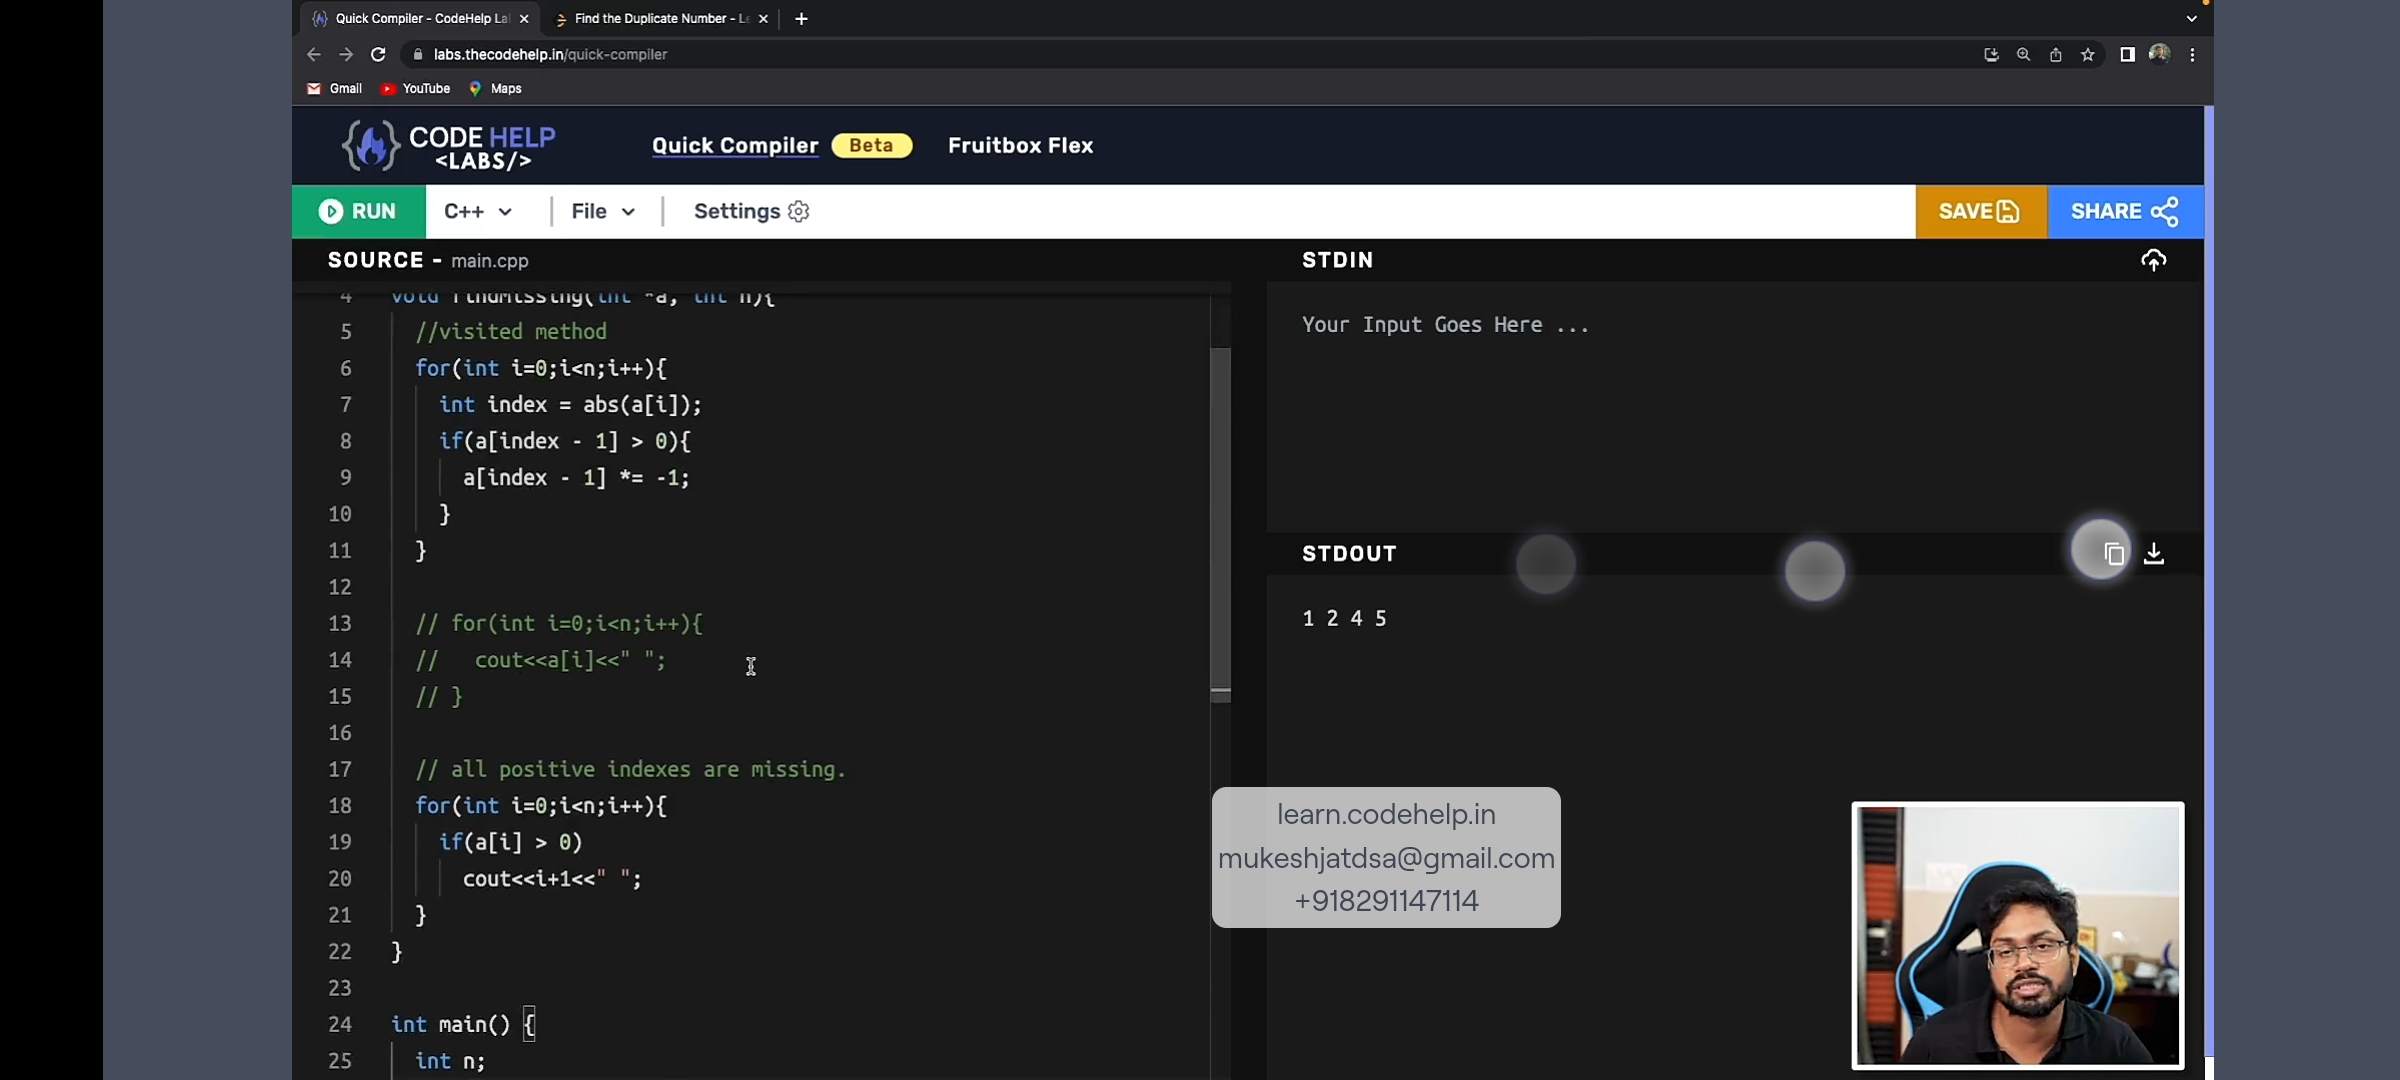 Quick Compiler - CodeHelp La
Find the Duplicate Number - Le
labs.thecodehelp.in/quick-compiler
Gmail YouTube Maps
CODE HELP
<LABS/>
Quick Compiler Beta Fruitbox Flex
RUN C++ File Settings SAVE SHARE
SOURCE - main.cpp
4 void findMissing(int *a, int n){
5 //visited method
6 for(int i=0;i<n;i++){
7 int index = abs(a[i]);
8 if(a[index - 1] > 0){
9 a[index - 1] *= -1;
10 }
11 }
12
13 // for(int i=0;i<n;i++){
14 //   cout<<a[i]<<" ";
15 // }
16
17 // all positive indexes are missing.
18 for(int i=0;i<n;i++){
19 if(a[i] > 0)
20 cout<<i+1<<" ";
21 }
22 }
23
24 int main() {
25 int n;
STDIN
Your Input Goes Here ...
STDOUT
1 2 4 5
learn.codehelp.in
mukeshjatdsa@gmail.com
+918291147114